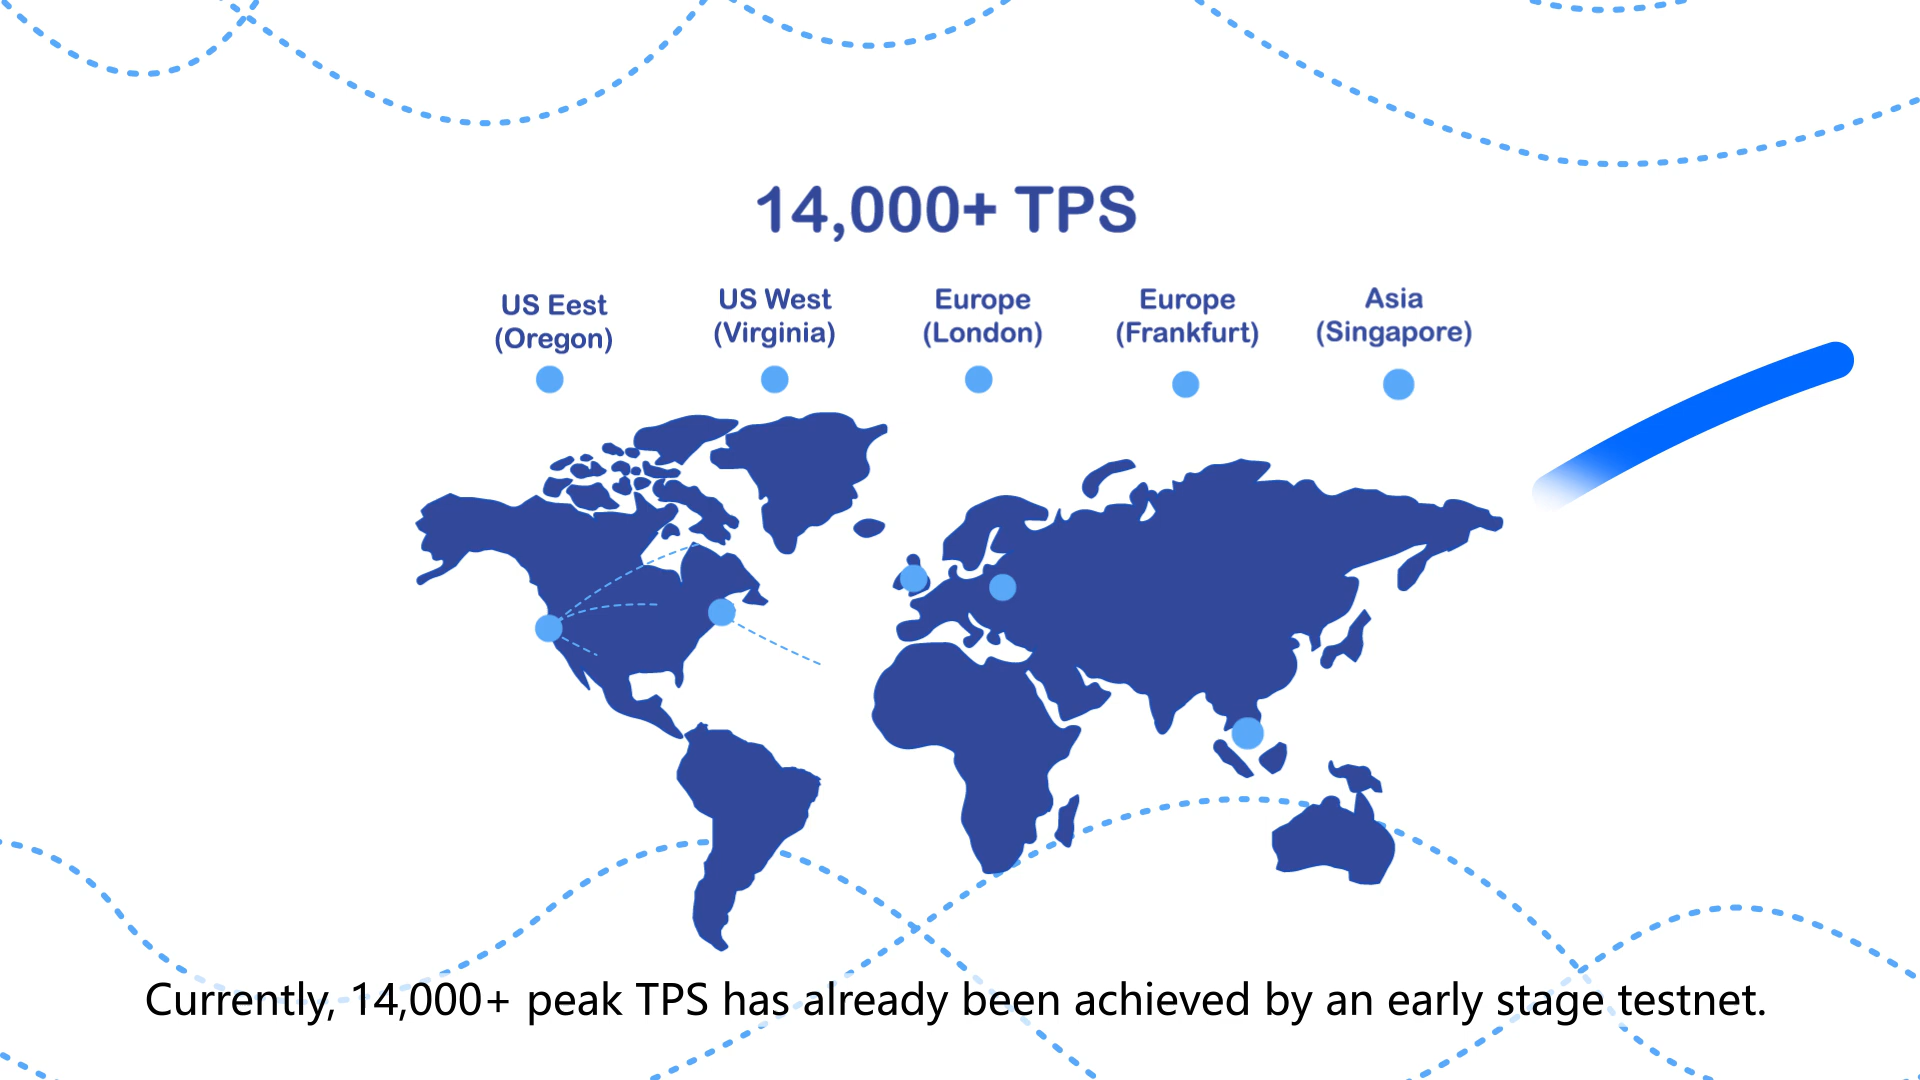 14,000+ TPS
US Eest
(Oregon)
US West
(Virginia)
Europe
(London)
Europe
(Frankfurt)
Asia
(Singapore)
Currently, 14,000+ peak TPS has already been achieved by an early stage testnet.